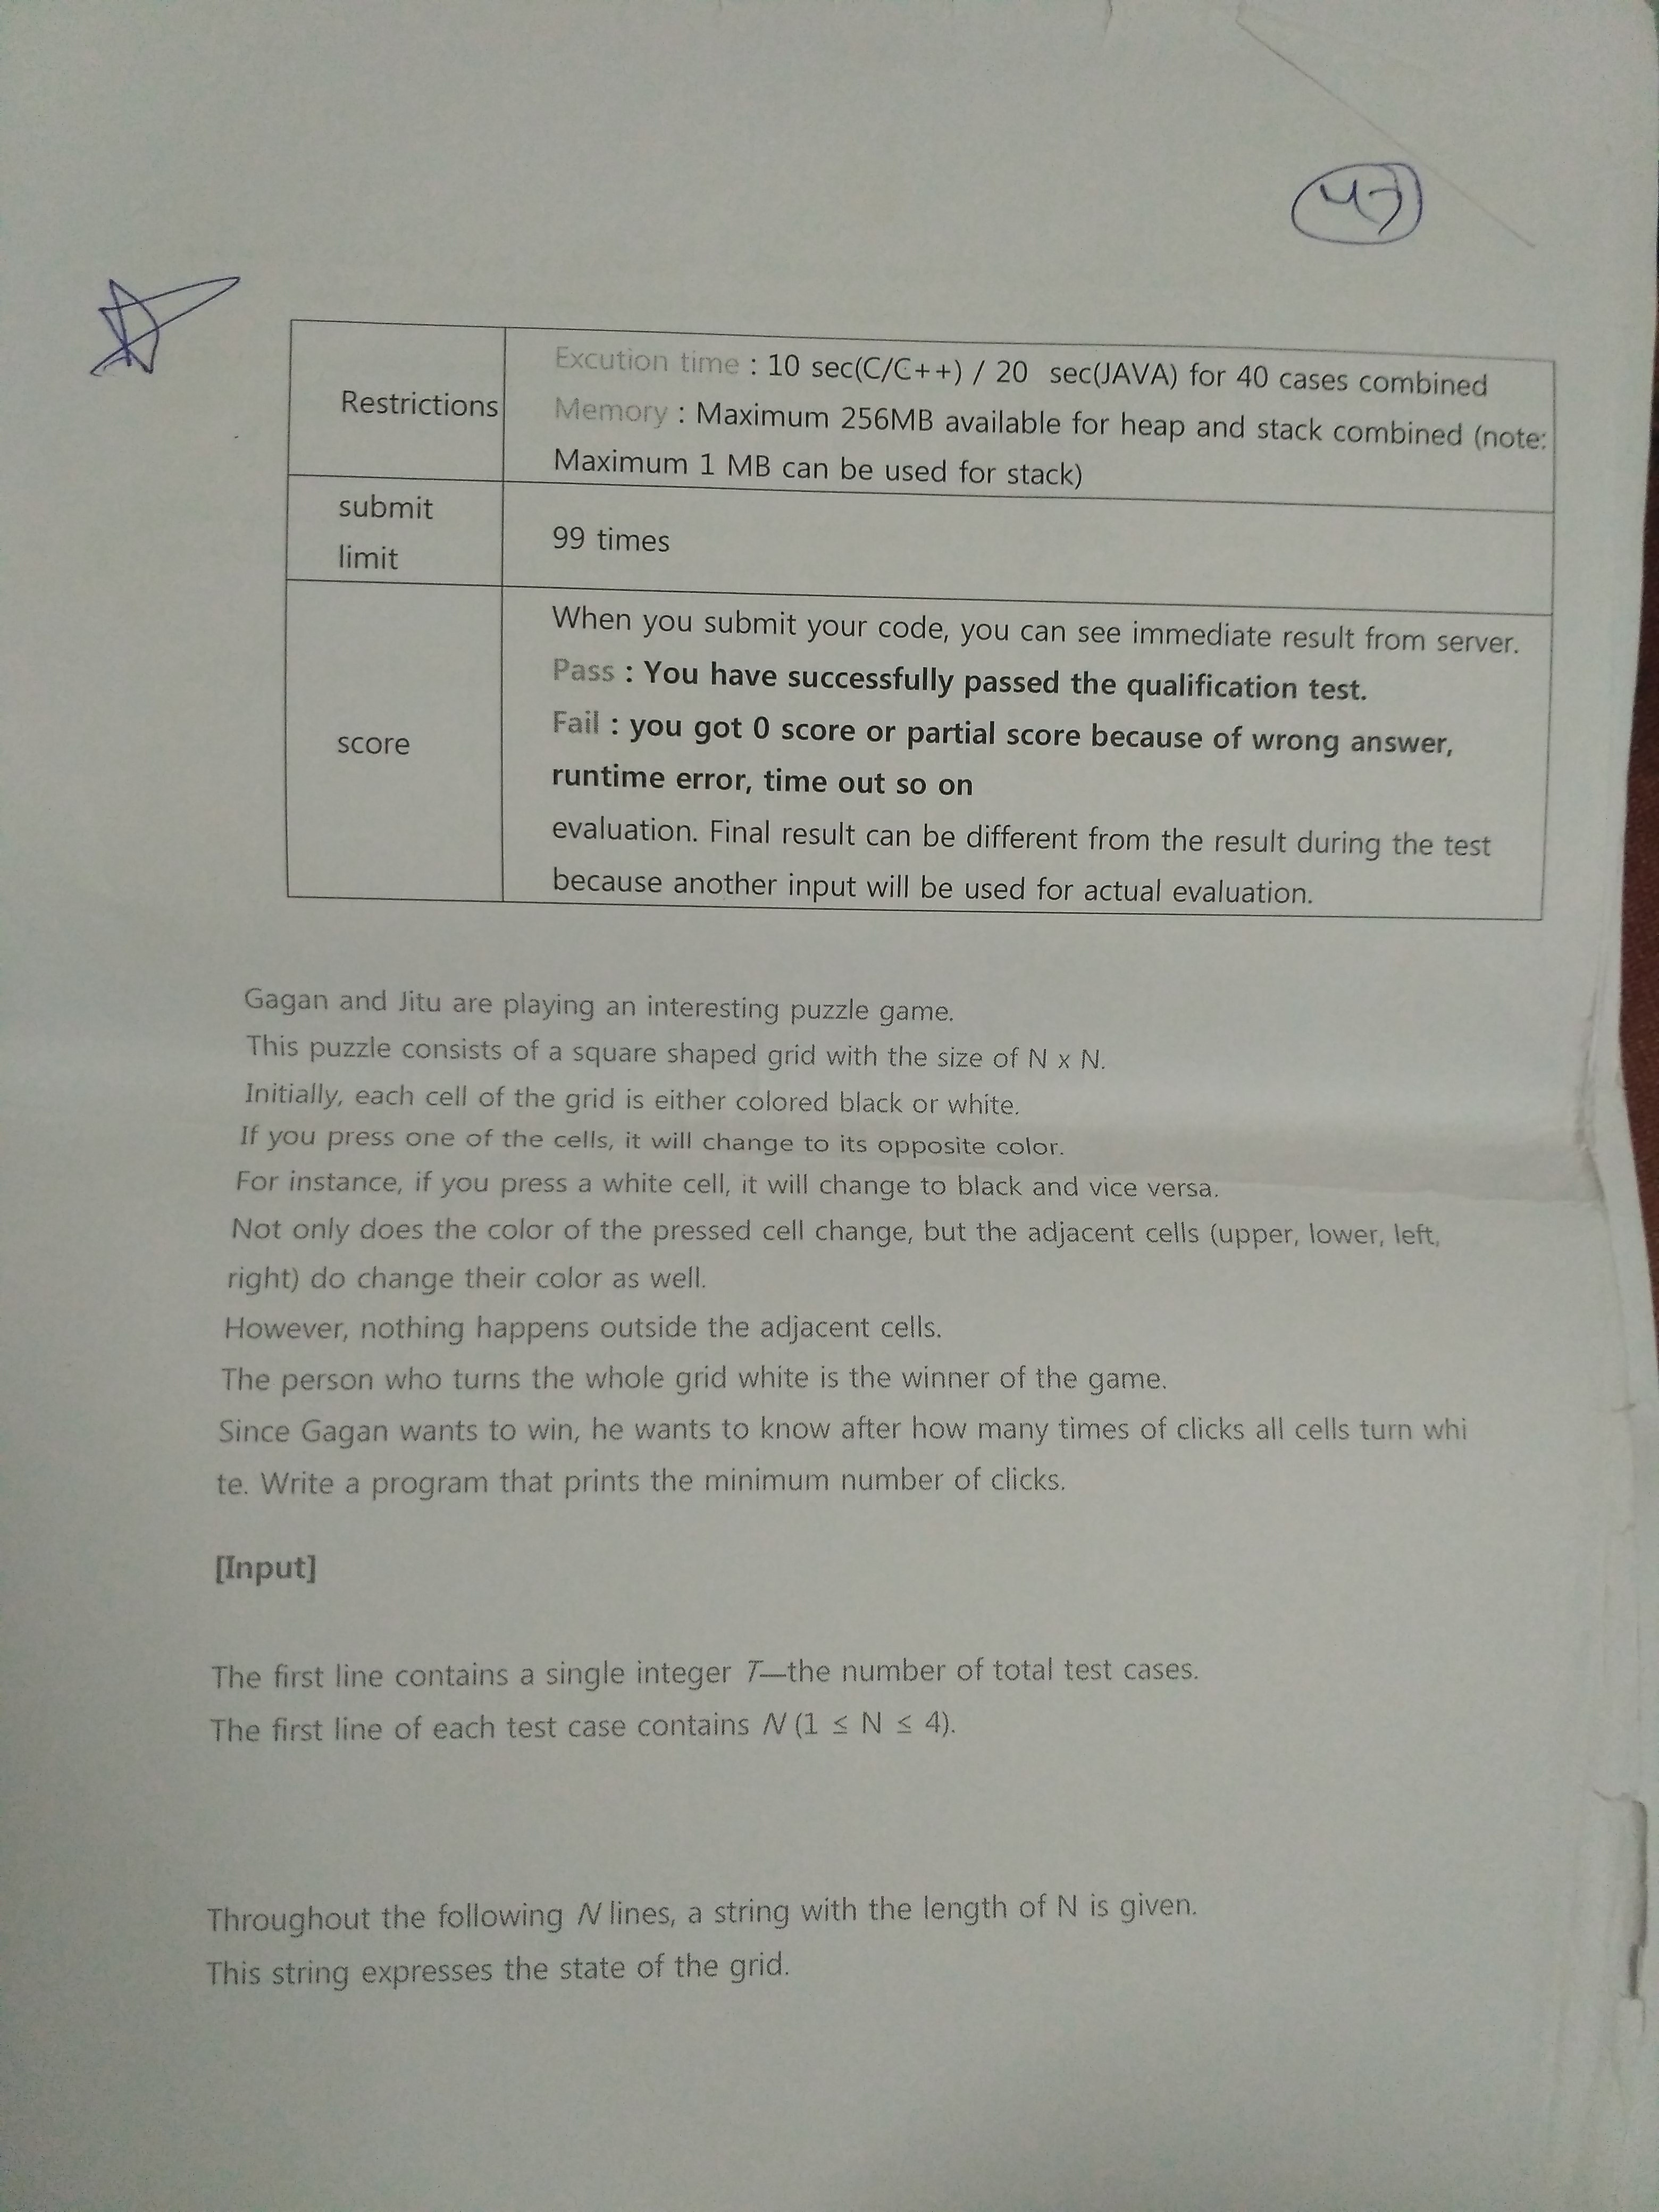 47
Restrictions
Excution time : 10 sec(C/C++) / 20 sec(JAVA) for 40 cases combined
Memory : Maximum 256MB available for heap and stack combined (note:
Maximum 1 MB can be used for stack)
submit
limit
99 times
score
When you submit your code, you can see immediate result from server.
Pass : You have successfully passed the qualification test.
Fail : you got 0 score or partial score because of wrong answer,
runtime error, time out so on
evaluation. Final result can be different from the result during the test
because another input will be used for actual evaluation.
Gagan and Jitu are playing an interesting puzzle game.
This puzzle consists of a square shaped grid with the size of N x N.
Initially, each cell of the grid is either colored black or white.
If you press one of the cells, it will change to its opposite color.
For instance, if you press a white cell, it will change to black and vice versa.
Not only does the color of the pressed cell change, but the adjacent cells (upper, lower, left,
right) do change their color as well.
However, nothing happens outside the adjacent cells.
The person who turns the whole grid white is the winner of the game.
Since Gagan wants to win, he wants to know after how many times of clicks all cells turn whi
te. Write a program that prints the minimum number of clicks.
[Input]
The first line contains a single integer T—the number of total test cases.
The first line of each test case contains N (1 ≤ N ≤ 4).
Throughout the following N lines, a string with the length of N is given.
This string expresses the state of the grid.